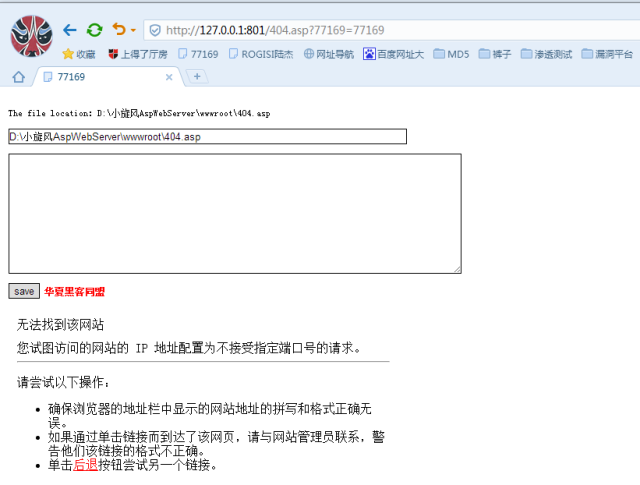 http://127.0.0.1:801/404.asp?77169=77169
收藏 上得了厅房 77169 ROGISI陆杰 网址导航 百度网址大 MD5 裤子 渗透测试 漏洞平台
77169
The file location: D:\小旋风AspWebServer\wwwroot\404.asp
D:\小旋风AspWebServer\wwwroot\404.asp
save 华夏黑客同盟
无法找到该网站
您试图访问的网站的 IP 地址配置为不接受指定端口号的请求。
请尝试以下操作：
确保浏览器的地址栏中显示的网站地址的拼写和格式正确无
误。
如果通过单击链接而到达了该网页，请与网站管理员联系，警
告他们该链接的格式不正确。
单击后退按钮尝试另一个链接。